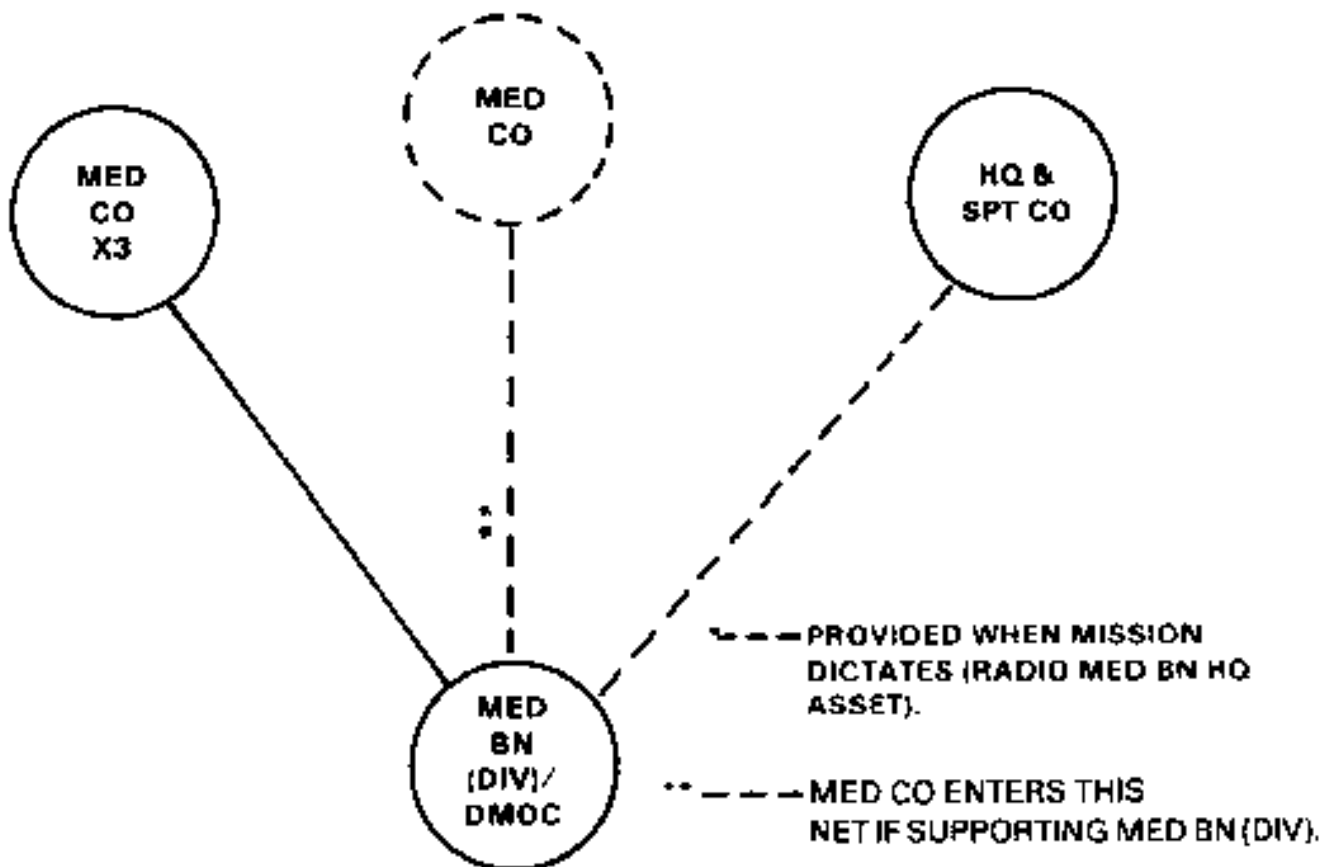 MED
CO
MED
CO
X3
HQ &
SPT CO
**
MED
BN
(DIV)/
DMOC
*--- PROVIDED WHEN MISSION
DICTATES (RADIO MED BN HQ
ASSET).
** --- MED CO ENTERS THIS
NET IF SUPPORTING MED BN (DIV).